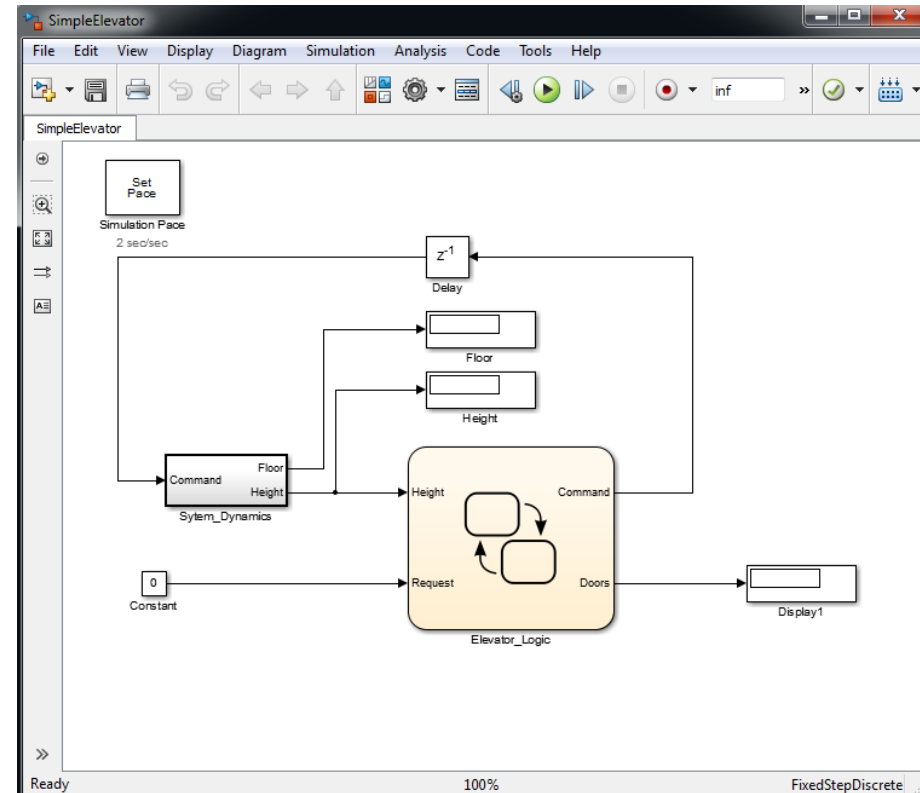 SimpleElevator
File Edit View Display Diagram Simulation Analysis Code Tools Help
inf
»
SimpleElevator
Set
Pace
Simulation Pace
2 sec/sec
z-1
Delay
Floor
Height
Command
Floor
Height
Sytem_Dynamics
Height
Command
Request
Doors
Elevator_Logic
0
Constant
Display1
Ready
100%
FixedStepDiscrete